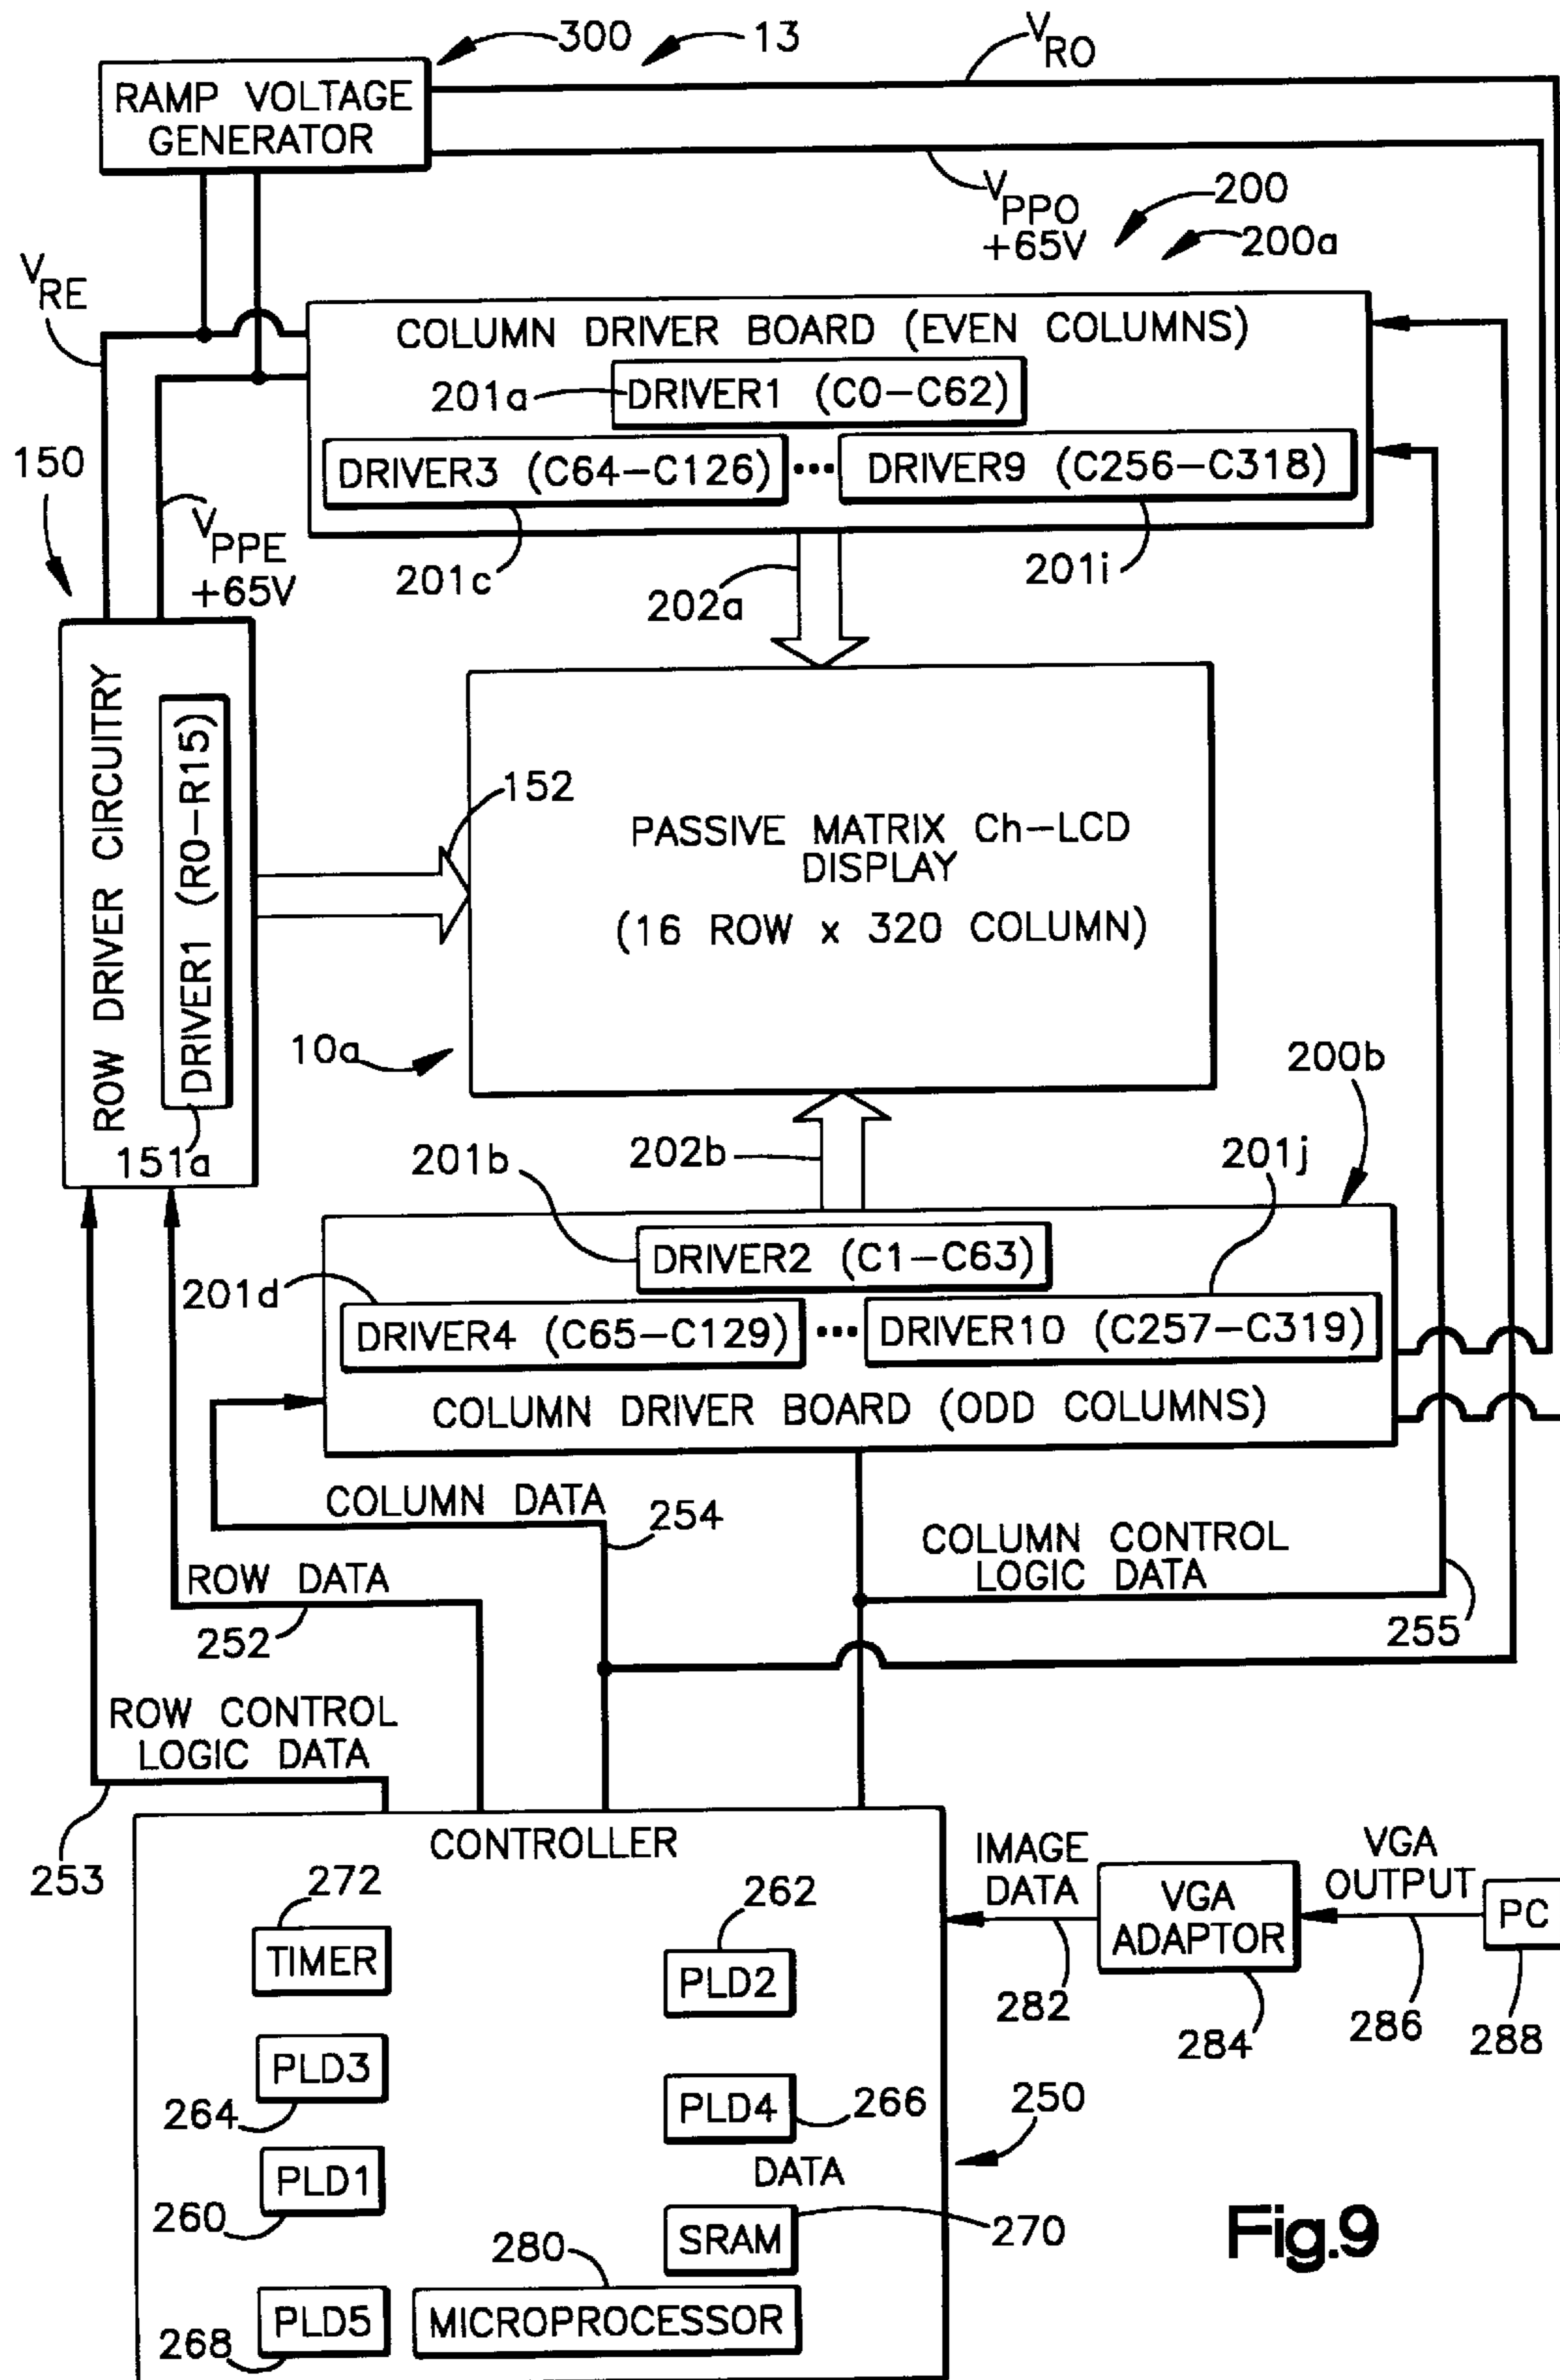 300
13
V
RO
RAMP VOLTAGE
GENERATOR
V
PPO
+65V
200
200a
V
RE
COLUMN DRIVER BOARD (EVEN COLUMNS)
201a
DRIVER1 (C0-C62)
150
DRIVER3 (C64-C126)
...
DRIVER9 (C256-C318)
V
PPE
+65V
201c
202a
201i
ROW DRIVER CIRCUITRY
DRIVER1 (R0-R15)
151a
152
PASSIVE MATRIX Ch-LCD
DISPLAY
(16 ROW x 320 COLUMN)
10a
200b
201b
202b
201j
DRIVER2 (C1-C63)
201d
DRIVER4 (C65-C129)
...
DRIVER10 (C257-C319)
COLUMN DRIVER BOARD (ODD COLUMNS)
COLUMN DATA
254
COLUMN CONTROL
LOGIC DATA
ROW DATA
252
255
ROW CONTROL
LOGIC DATA
253
CONTROLLER
272
TIMER
262
PLD2
IMAGE
DATA
VGA
ADAPTOR
VGA
OUTPUT
PC
282
284
286
288
PLD3
264
PLD4
266
250
PLD1
260
DATA
SRAM
270
280
PLD5
268
MICROPROCESSOR
Fig.9